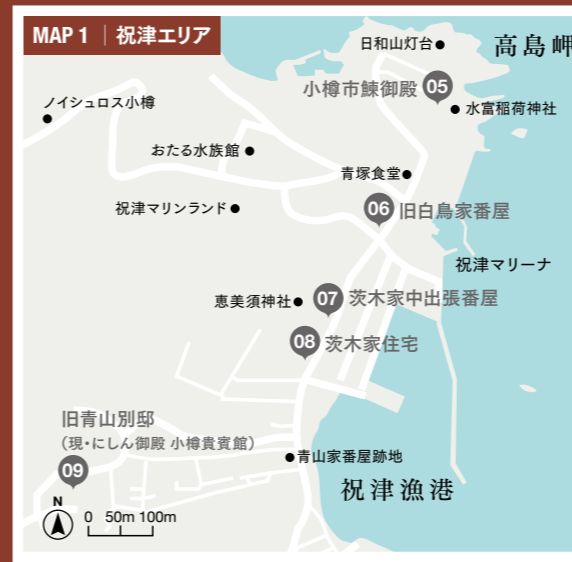 MAP 1 | 祝津エリア
日和山灯台
高島岬
小樽市鰊御殿 05
水富稲荷神社
ノイシュロス小樽
おたる水族館
青塚食堂
祝津マリンランド
06 旧白鳥家番屋
祝津マリーナ
恵美須神社
07 茨木家中出張番屋
08 茨木家住宅
旧青山別邸
（現・にしん御殿 小樽貴賓館）
09
青山家番屋跡地
祝津漁港
N
0 50m 100m